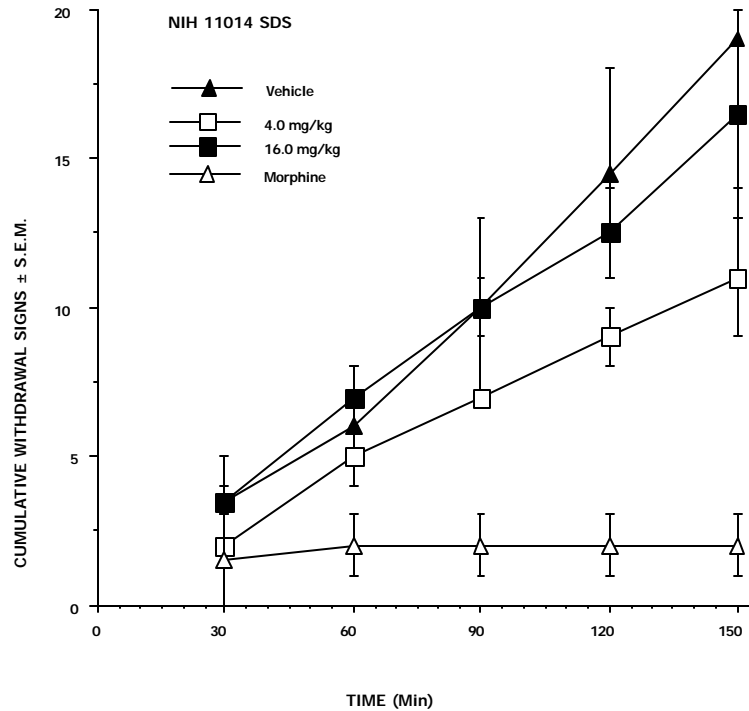 NIH 11014 SDS
Vehicle
4.0 mg/kg
16.0 mg/kg
Morphine
CUMULATIVE WITHDRAWAL SIGNS ± S.E.M.
20
15
10
5
0
0 30 60 90 120 150
TIME (Min)